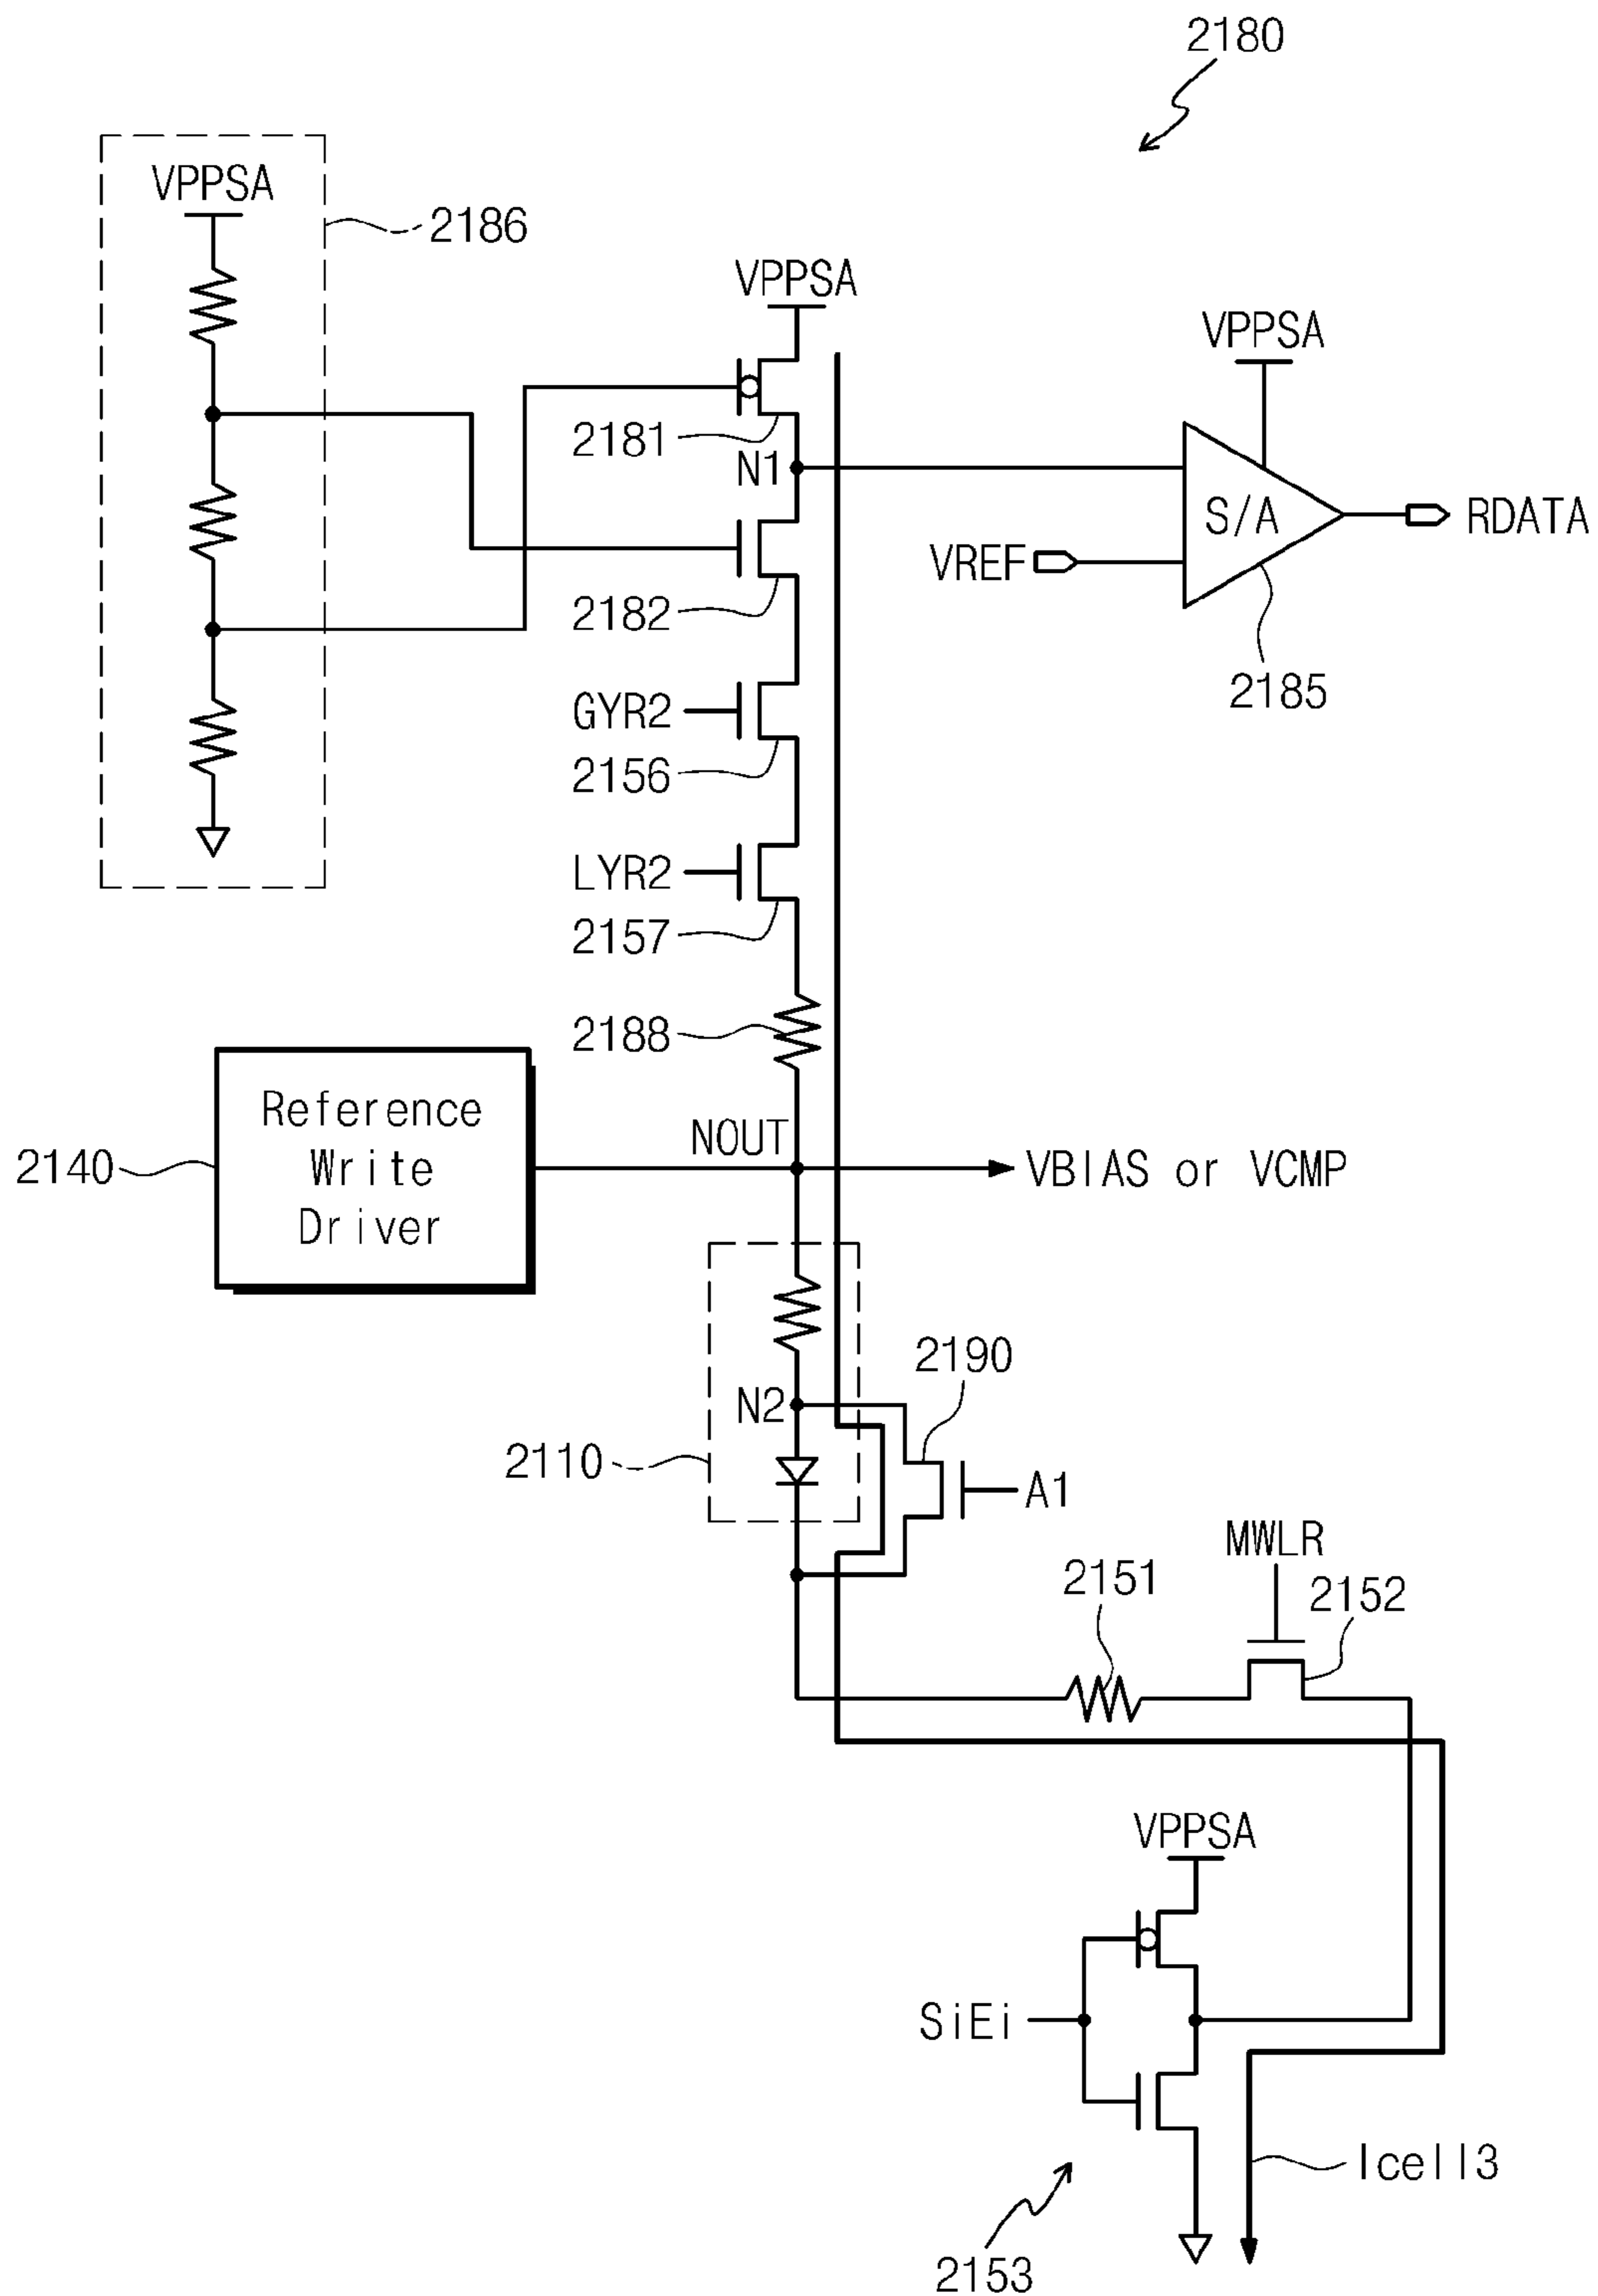 2180
VPPSA
2186
VPPSA
VPPSA
2181
N1
S/A
RDATA
VREF
2182
2185
GYR2
2156
LYR2
2157
2188
Reference
Write
Driver
2140
NOUT
VBIAS or VCMP
2190
N2
2110
A1
MWLR
2151
2152
VPPSA
SiEi
Icell3
2153